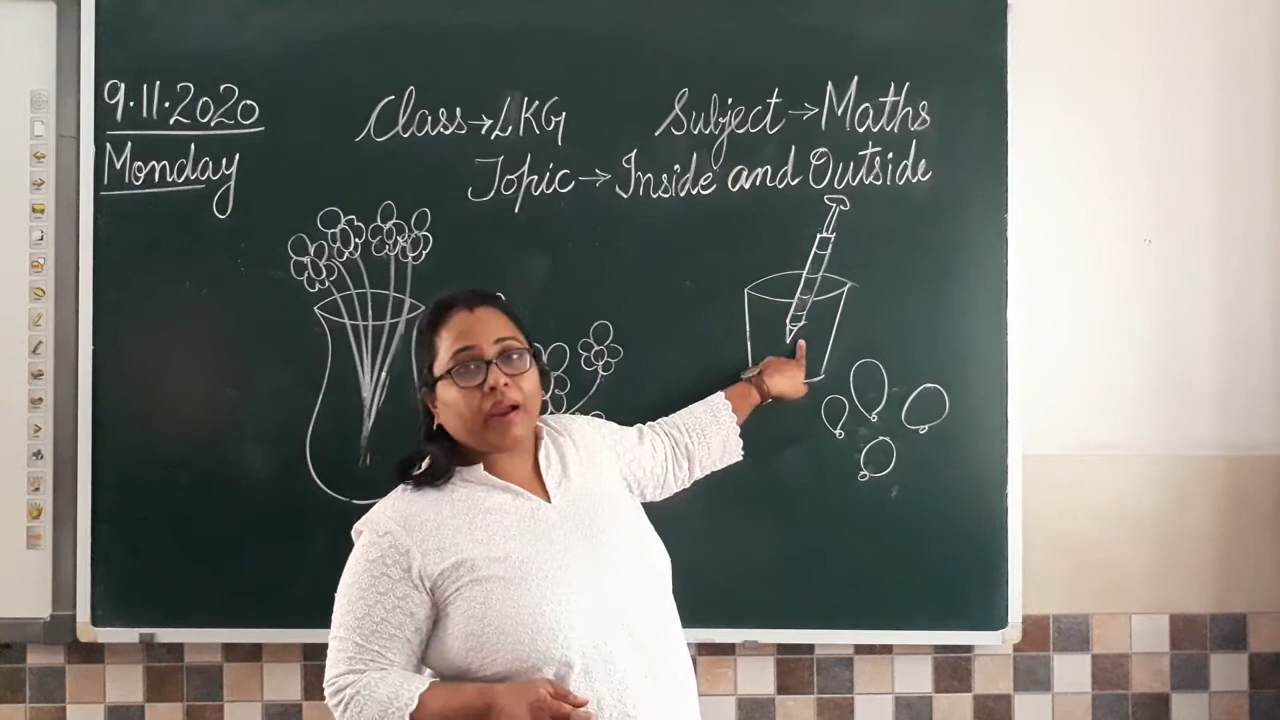 9.11.2020
Monday
Class→LKG
Subject→Maths
Topic→Inside and Outside